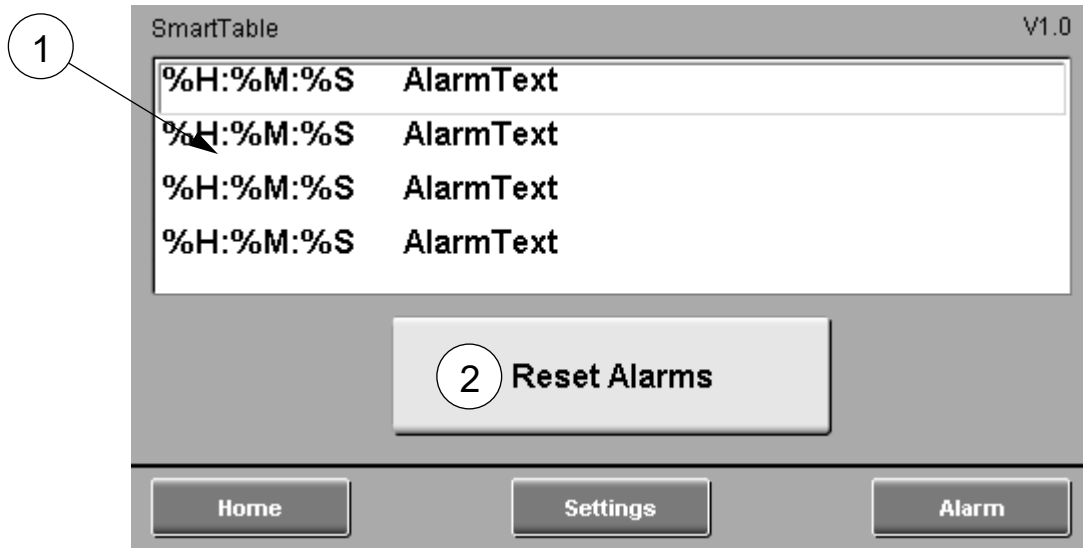 SmartTable V1.0
1
%H:%M:%S AlarmText
%H:%M:%S AlarmText
%H:%M:%S AlarmText
%H:%M:%S AlarmText
2 Reset Alarms
Home Settings Alarm